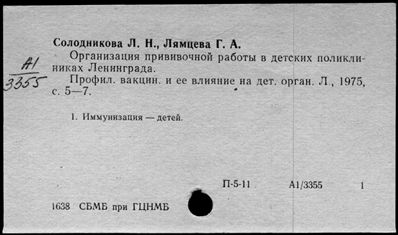 Солодникова Л. Н., Лямцева Г. А.
Организация прививочной работы в детских поликли-
никах Ленинграда.
Профил. вакцин. и ее влияние на дет. орган. Л., 1975,
с. 5—7.
А1
3355
1. Иммунизация — детей.
П-5-11 А1/3355 1
1638 СБМБ при ГЦНМБ